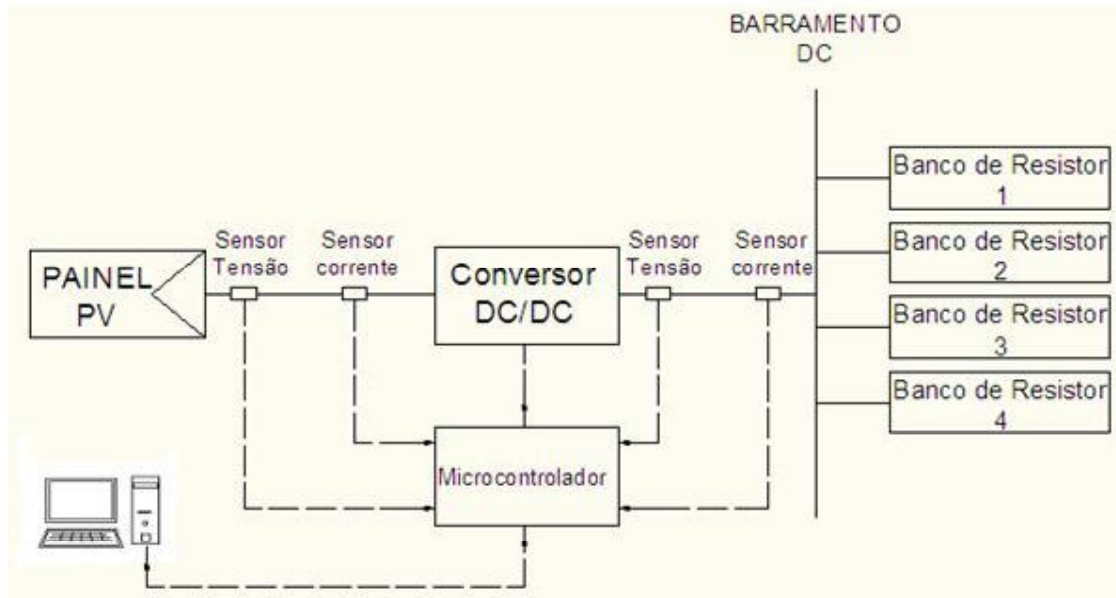 BARRAMENTO
DC
Banco de Resistor
1
Banco de Resistor
2
Banco de Resistor
3
Banco de Resistor
4
Sensor
Tensão
Sensor
corrente
Sensor
Tensão
Sensor
corrente
PAINEL
PV
Conversor
DC/DC
Microcontrolador